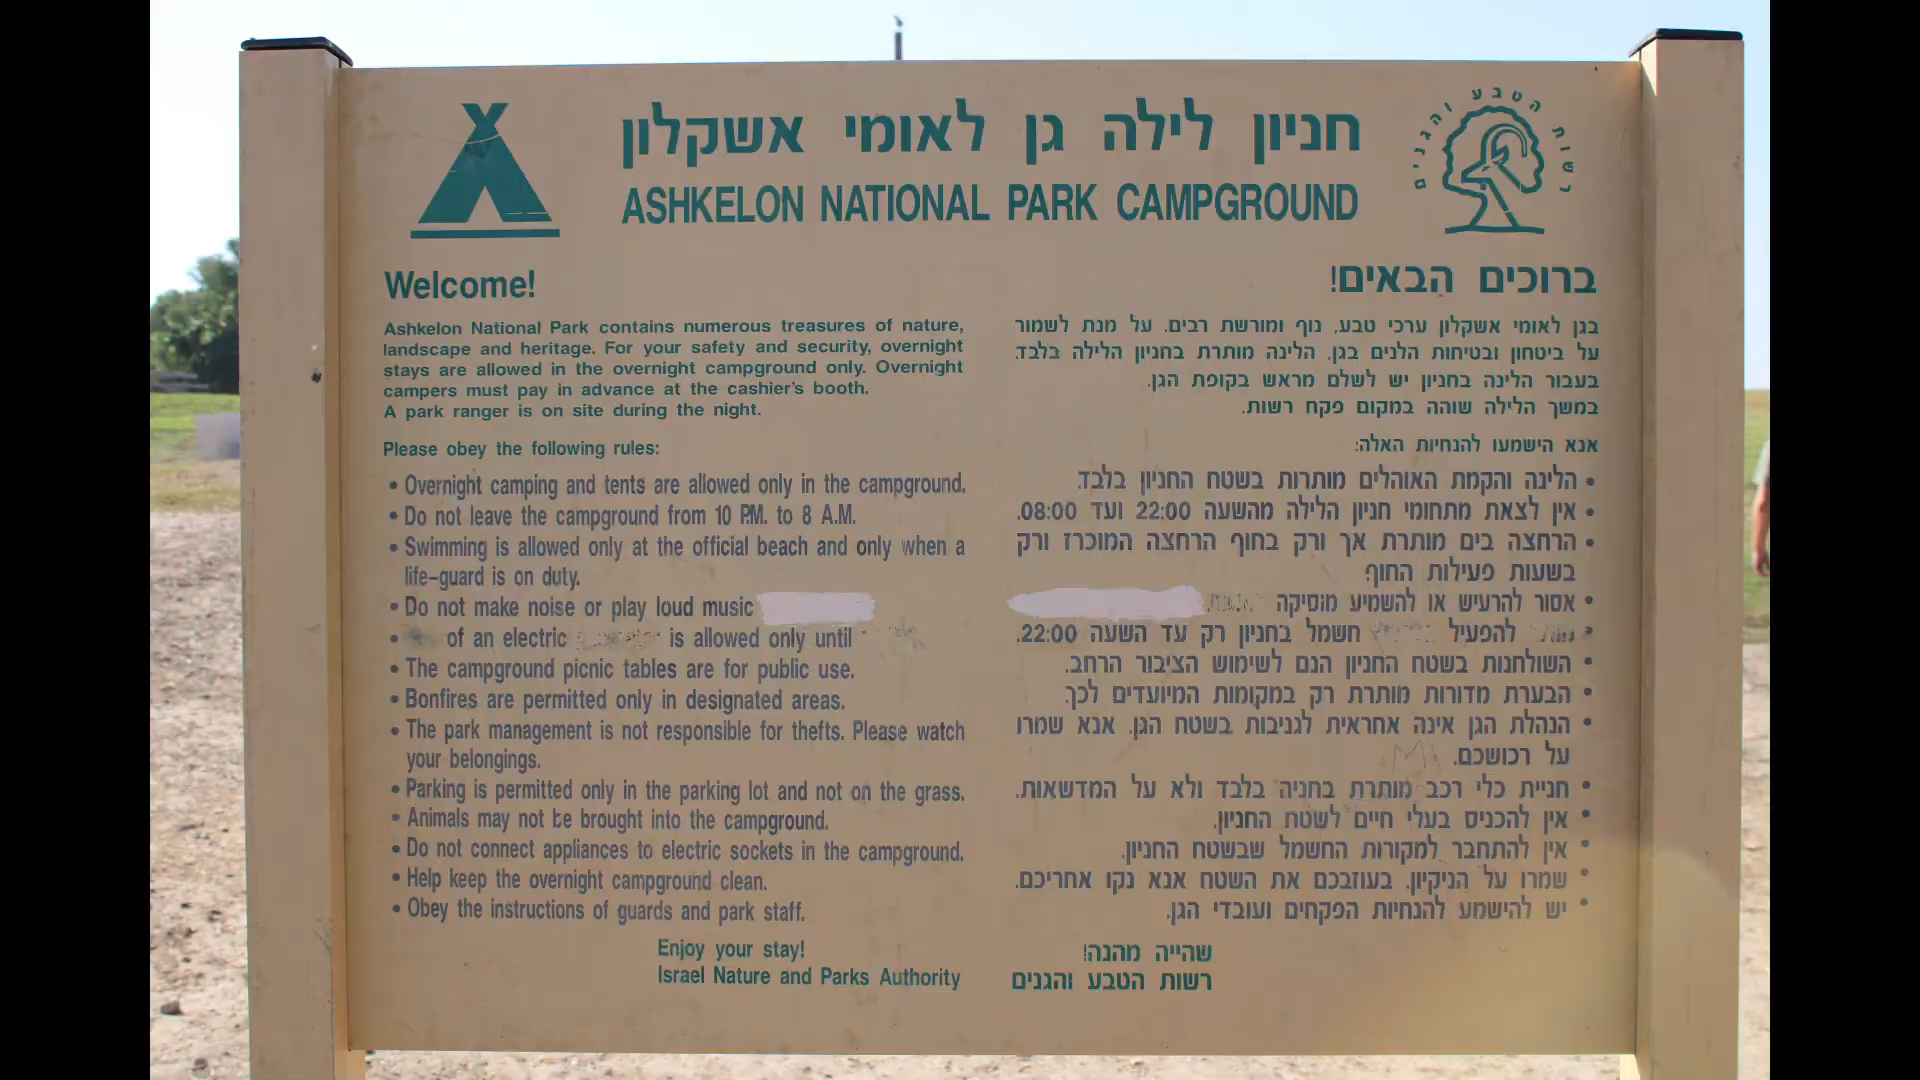 חניון לילה גן לאומי אשקלון
ASHKELON NATIONAL PARK CAMPGROUND
רשות הטבע והגנים
Welcome!
Ashkelon National Park contains numerous treasures of nature,
landscape and heritage. For your safety and security, overnight
stays are allowed in the overnight campground only. Overnight
campers must pay in advance at the cashier's booth.
A park ranger is on site during the night.
Please obey the following rules:
• Overnight camping and tents are allowed only in the campground.
• Do not leave the campground from 10 P.M. to 8 A.M.
• Swimming is allowed only at the official beach and only when a
life-guard is on duty.
• Do not make noise or play loud music
• of an electric is allowed only until
• The campground picnic tables are for public use.
• Bonfires are permitted only in designated areas.
• The park management is not responsible for thefts. Please watch
your belongings.
• Parking is permitted only in the parking lot and not on the grass.
• Animals may not be brought into the campground.
• Do not connect appliances to electric sockets in the campground.
• Help keep the overnight campground clean.
• Obey the instructions of guards and park staff.
Enjoy your stay!
Israel Nature and Parks Authority
ברוכים הבאים!
בגן לאומי אשקלון ערכי טבע, נוף ומורשת רבים. על מנת לשמור
על ביטחון ובטיחות הלנים בגן, הלינה מותרת בחניון הלילה בלבד.
בעבור הלינה בחניון יש לשלם מראש בקופת הגן.
במשך הלילה שוהה במקום פקח רשות.
אנא הישמעו להנחיות האלה:
• הלינה והקמת האוהלים מותרות בשטח החניון בלבד.
• אין לצאת מתחומי חניון הלילה מהשעה 22:00 ועד 08:00.
• הרחצה בים מותרת אך ורק בחוף הרחצה המוכרז ורק
בשעות פעילות החוף.
• אסור להרעיש או להשמיע מוסיקה
• להפעיל חשמל בחניון רק עד השעה 22:00.
• השולחנות בשטח החניון הנם לשימוש הציבור הרחב.
• הבערת מדורות מותרת רק במקומות המיועדים לכך.
• הנהלת הגן אינה אחראית לגניבות בשטח הגן. אנא שמרו
על רכושכם.
• חניית כלי רכב מותרת בחניה בלבד ולא על המדשאות.
• אין להכניס בעלי חיים לשטח החניון.
• אין להתחבר למקורות החשמל שבשטח החניון.
• שמרו על הניקיון. בעוזבכם את השטח אנא נקו אחריכם.
• יש להישמע להנחיות הפקחים ועובדי הגן.
שהייה מהנה!
רשות הטבע והגנים